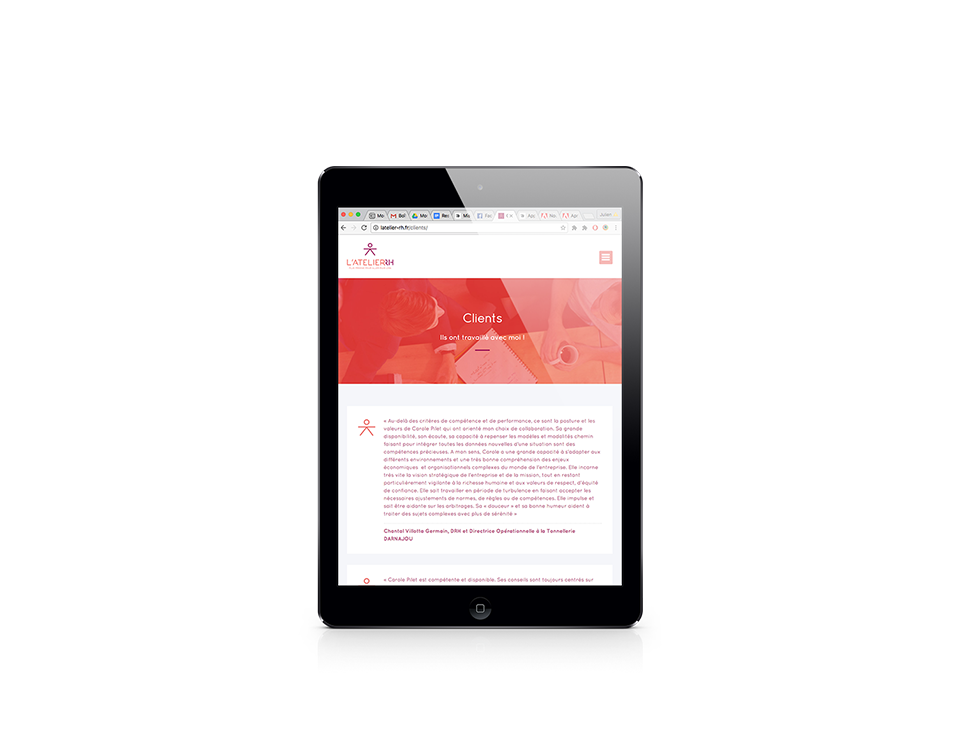 Mo
Bo
Mo
Rec
Ma
Fac
Ap
No
Apr
Julien
latelier-rh.fr/clients/
L'ATELIERRH
Clients
Ils ont travaillé avec moi !
« Au-delà des critères de compétence et de performance, ce sont la posture et les
valeurs de Carole Pilet qui ont orienté mon choix de collaboration. Sa grande
disponibilité, son écoute, sa capacité à repenser les modèles et modalités chemin
faisant pour intégrer toutes les données nouvelles d'une situation sont des
compétences précieuses. A mon sens, Carole a une grande capacité à s'adapter aux
différents environnements et une très bonne compréhension des enjeux
économiques et organisationnels complexes du monde de l'entreprise. Elle incarne
très vite la vision stratégique de l'entreprise et de la mission, tout en restant
particulièrement vigilante à la richesse humaine et aux valeurs de respect, d'équité
de confiance. Elle sait travailler en période de turbulence en faisant accepter les
nécessaires ajustements de normes, de règles ou de compétences. Elle impulse et
sait être aidante sur les arbitrages. Sa « douceur » et sa bonne humeur aident à
traiter des sujets complexes avec plus de sérénité »
Chantal Villotte Germain, DRH et Directrice Opérationnelle à la Tannellerie
DARNAJOU
« Carole Pilet est compétente et disponible. Ses conseils sont toujours centrés sur